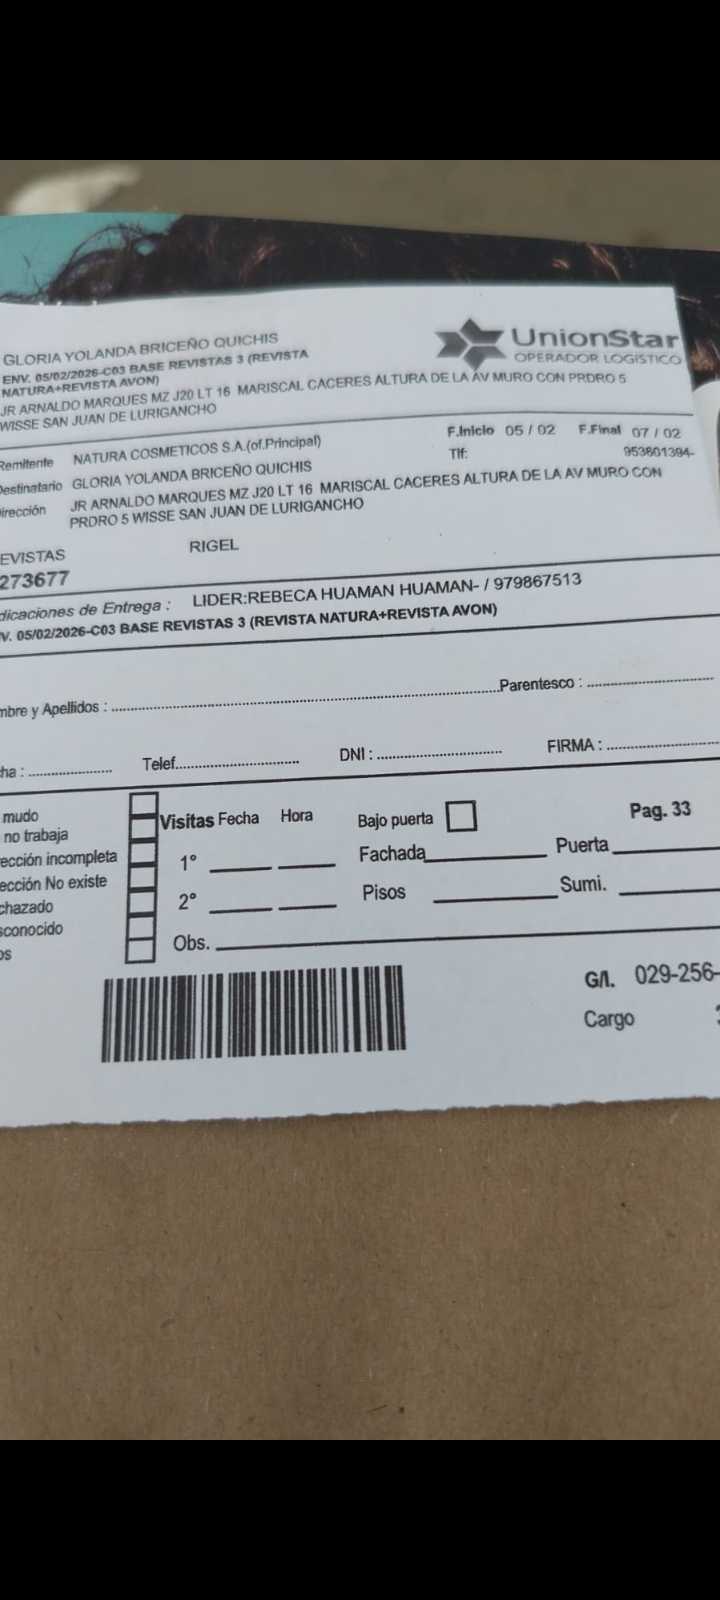 GLORIA YOLANDA BRICEÑO QUICHIS
UnionStar
OPERADOR LOGÍSTICO
ENV. 05/02/2026-C03 BASE REVISTAS 3 (REVISTA
NATURA+REVISTA AVON)
JR ARNALDO MARQUES MZ J20 LT 16 MARISCAL CACERES ALTURA DE LA AV MURO CON PRDRO 5
WISSE SAN JUAN DE LURIGANCHO
Remitente NATURA COSMETICOS S.A.(of.Principal)
F.Inicio 05 / 02 F.Final 07 / 02
Destinatario GLORIA YOLANDA BRICEÑO QUICHIS
Tlf: 953601394-
irección JR ARNALDO MARQUES MZ J20 LT 16 MARISCAL CACERES ALTURA DE LA AV MURO CON
PRDRO 5 WISSE SAN JUAN DE LURIGANCHO
EVISTAS RIGEL
273677
dicaciones de Entrega : LIDER:REBECA HUAMAN HUAMAN- / 979867513
V. 05/02/2026-C03 BASE REVISTAS 3 (REVISTA NATURA+REVISTA AVON)
mbre y Apellidos : Parentesco :
ha : Telef. DNI : FIRMA :
mudo
no trabaja
ección incompleta
ección No existe
chazado
sconocido
os
Visitas Fecha Hora Bajo puerta Pag. 33
1° Fachada Puerta
2° Pisos Sumi.
Obs.
G/I. 029-256-
Cargo